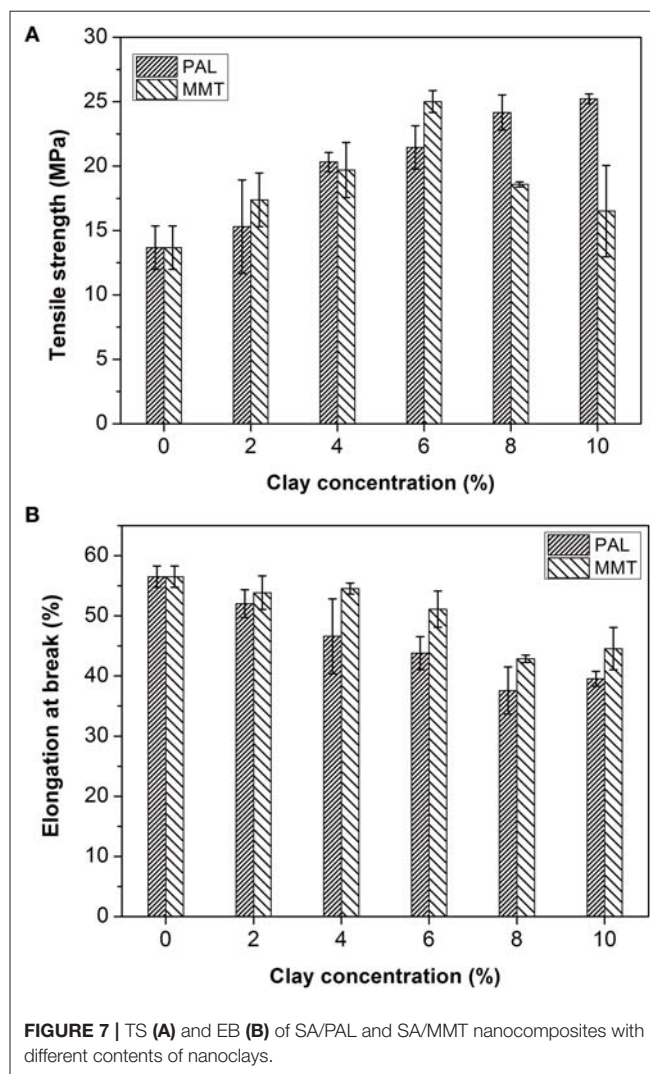 A
30
25
20
15
10
5
0
Tensile strength (MPa)
PAL
MMT
0 2 4 6 8 10
Clay concentration (%)
B
60
50
40
30
20
10
0
Elongation at break (%)
PAL
MMT
0 2 4 6 8 10
Clay concentration (%)
FIGURE 7 | TS (A) and EB (B) of SA/PAL and SA/MMT nanocomposites with
different contents of nanoclays.